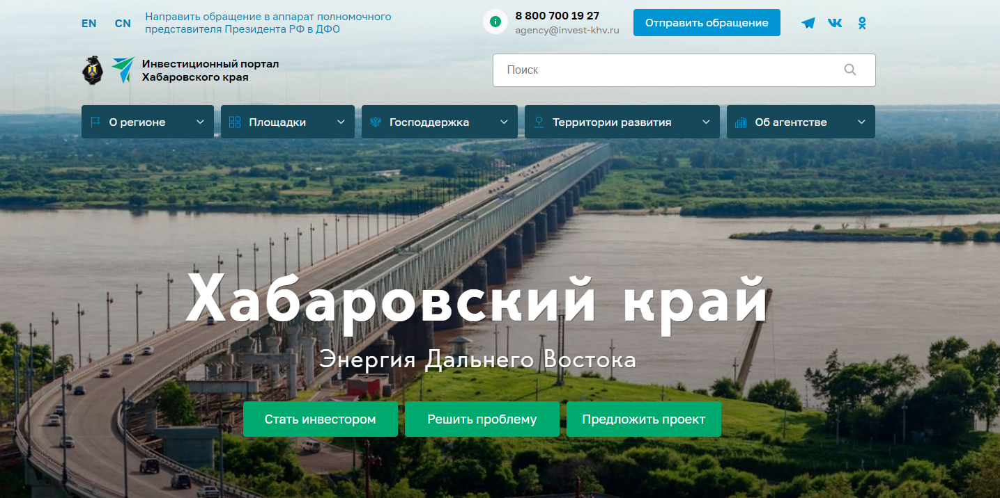 EN
CN
Направить обращение в аппарат полномочного
представителя Президента РФ в ДФО
8 800 700 19 27
agency@invest-khv.ru
Отправить обращение
Инвестиционный портал
Хабаровского края
Поиск
О регионе
Площадки
Господдержка
Территории развития
Об агентстве
Хабаровский край
Энергия Дальнего Востока
Стать инвестором
Решить проблему
Предложить проект